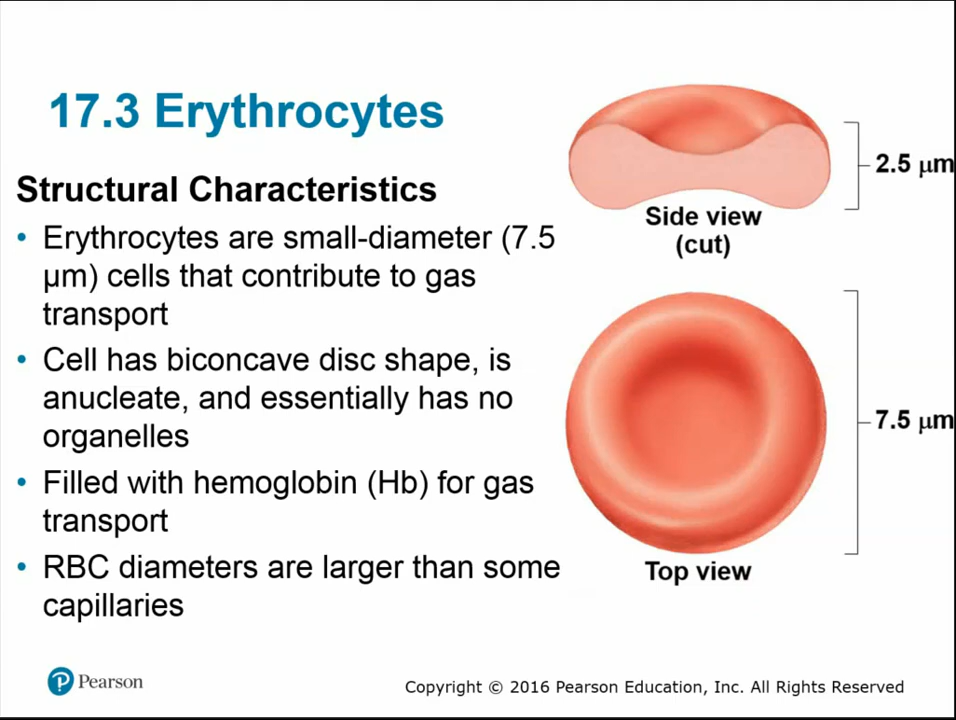 17.3 Erythrocytes
Structural Characteristics
• Erythrocytes are small-diameter (7.5
µm) cells that contribute to gas
transport
• Cell has biconcave disc shape, is
anucleate, and essentially has no
organelles
• Filled with hemoglobin (Hb) for gas
transport
• RBC diameters are larger than some
capillaries
2.5 µm
Side view
(cut)
7.5 µm
Top view
P Pearson
Copyright © 2016 Pearson Education, Inc. All Rights Reserved